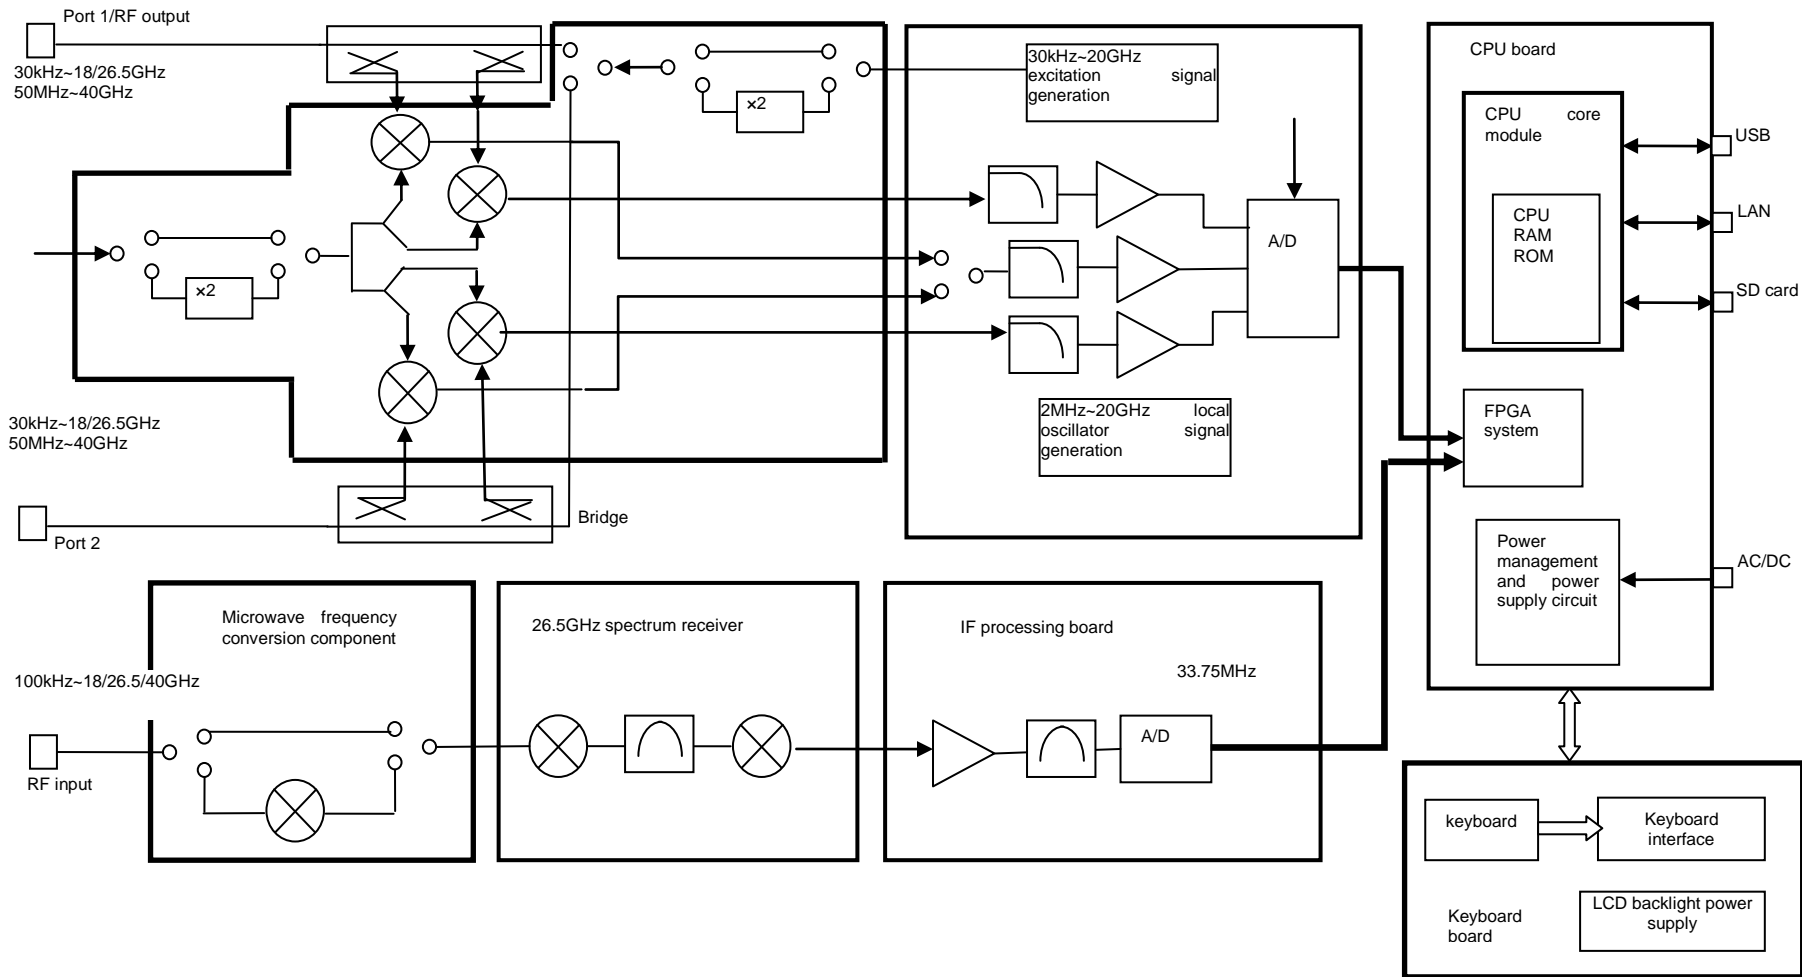 Port 1/RF output
30kHz~18/26.5GHz
50MHz~40GHz
×2
30kHz~20GHz
excitation signal
generation
CPU board
CPU core
module
CPU
RAM
ROM
USB
LAN
SD card
A/D
×2
30kHz~18/26.5GHz
50MHz~40GHz
2MHz~20GHz local
oscillator signal
generation
FPGA
system
Port 2
Bridge
Power
management
and power
supply circuit
AC/DC
Microwave frequency
conversion component
26.5GHz spectrum receiver
IF processing board
33.75MHz
100kHz~18/26.5/40GHz
A/D
RF input
keyboard
Keyboard
interface
Keyboard
board
LCD backlight power
supply